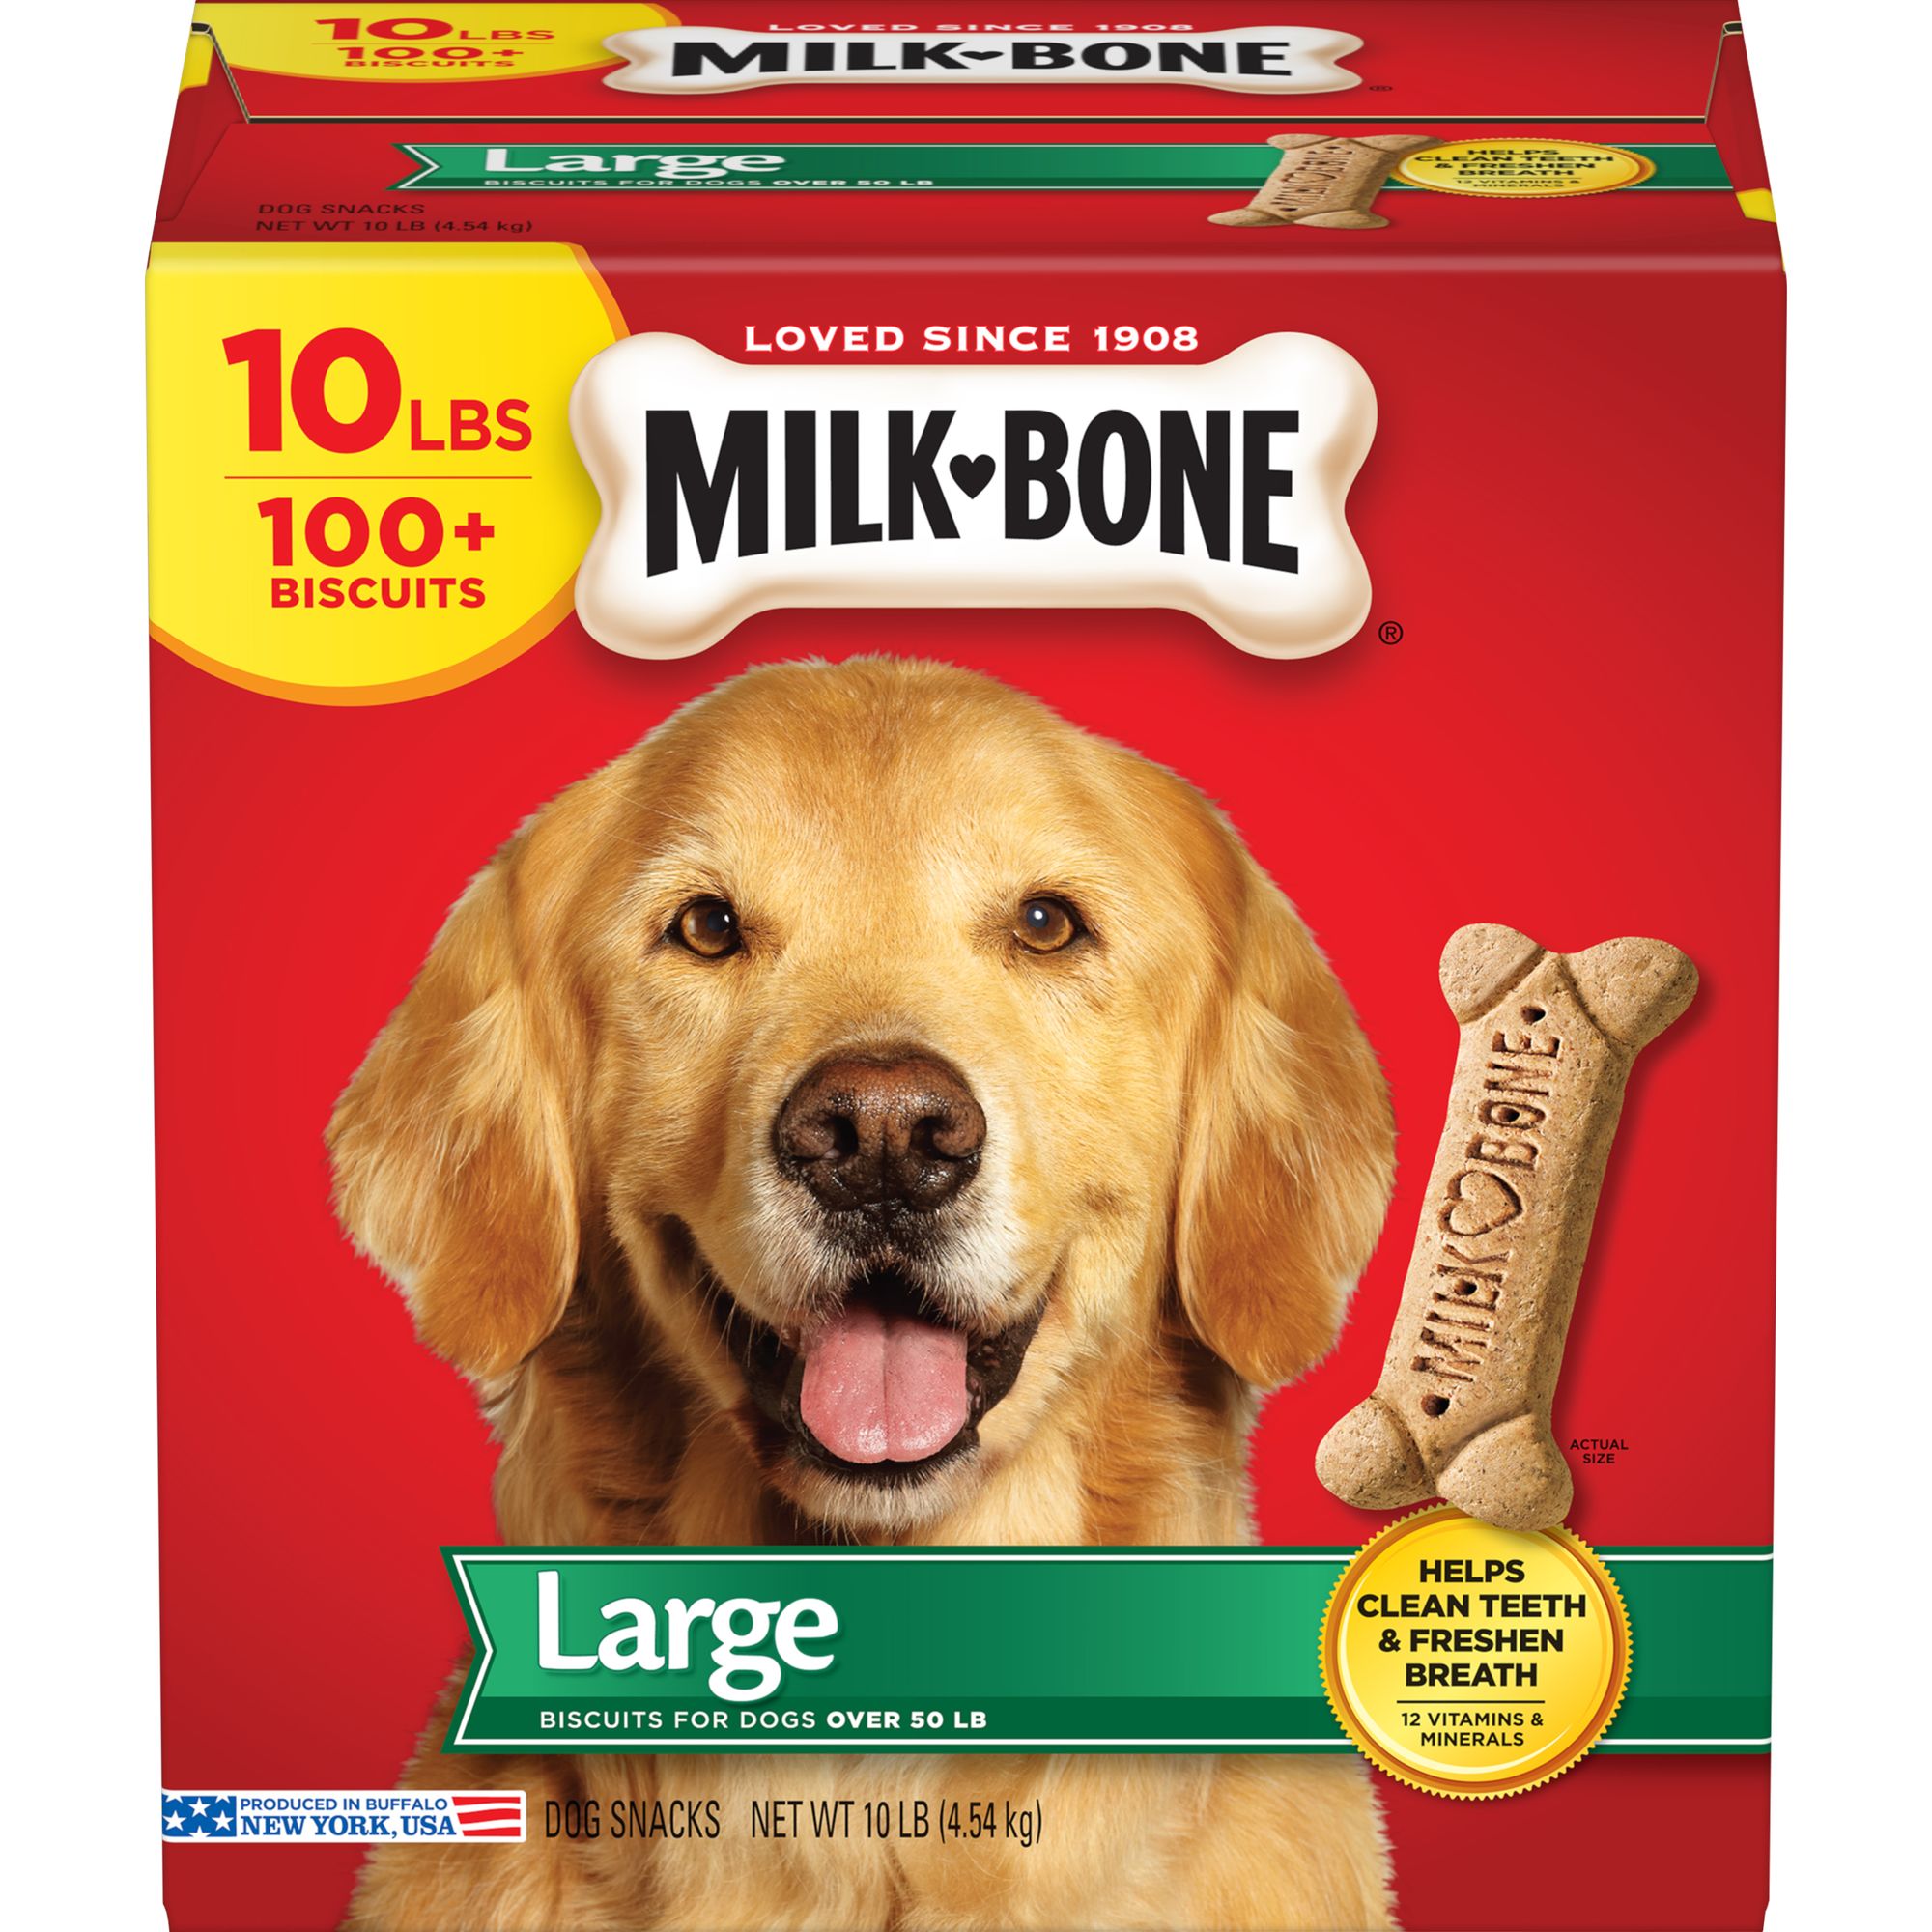 10 LBS
100+
BISCUITS
LOVED SINCE 1908
MILK BONE
Large
BISCUITS FOR DOGS OVER 50 LB
HELPS
CLEAN TEETH
& FRESHEN
BREATH
12 VITAMINS &
MINERALS
DOG SNACKS
NET WT 10 LB (4.54 kg)
10 LBS
100+
BISCUITS
LOVED SINCE 1908
MILK BONE
®
MILK BONE
ACTUAL
SIZE
Large
BISCUITS FOR DOGS OVER 50 LB
HELPS
CLEAN TEETH
& FRESHEN
BREATH
12 VITAMINS &
MINERALS
PRODUCED IN BUFFALO
NEW YORK, USA
DOG SNACKS NET WT 10 LB (4.54 kg)